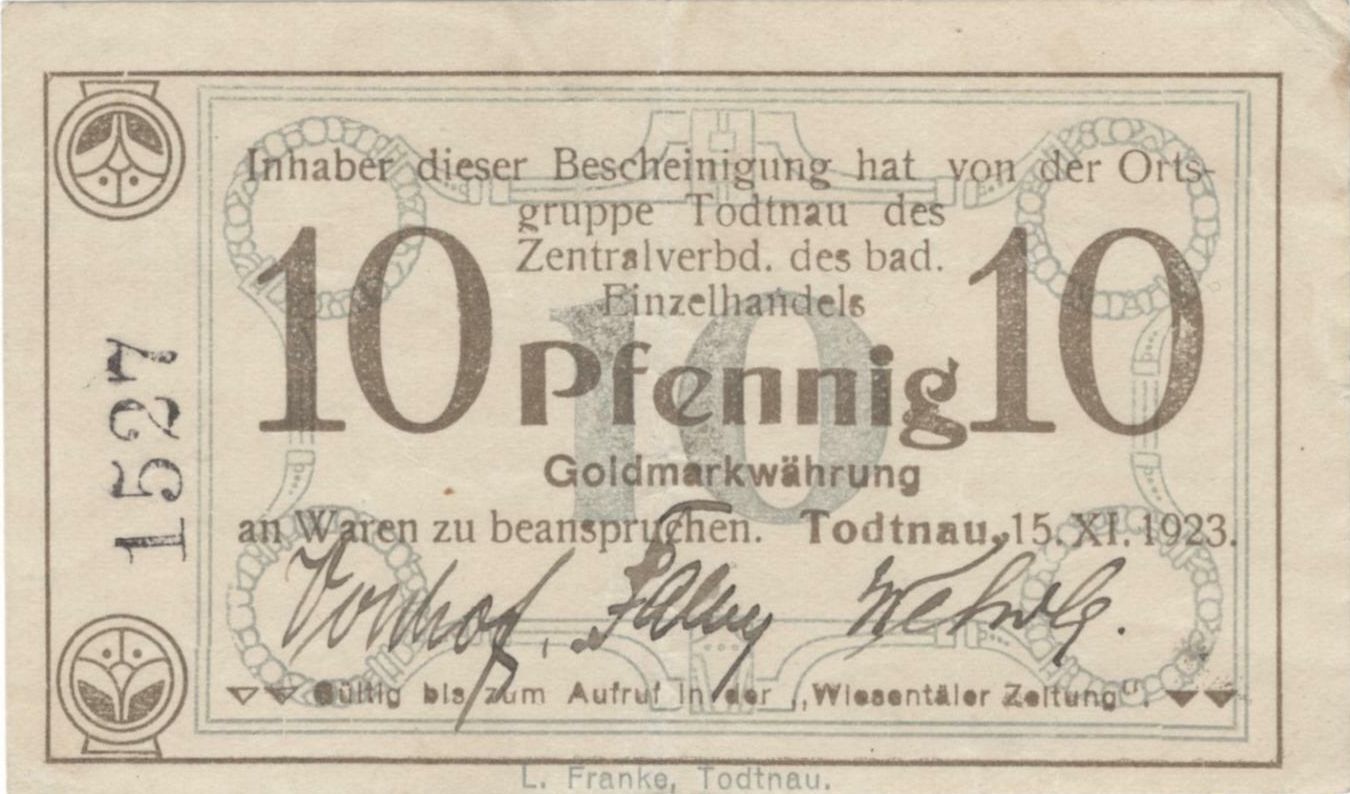 Inhaber dieser Bescheinigung hat von der Orts-
gruppe Todtnau des
Zentralverbd. des bad.
Einzelhandels
10 Pfennig 10
10
Goldmarkwährung
an Waren zu beanspruchen. Todtnau, 15. XI. 1923.
Gültig bis zum Aufruf in der „Wiesentäler Zeitung“.
L. Franke, Todtnau.
1527